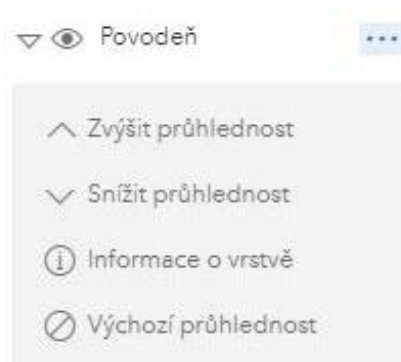 Povodeň
Zvýšit průhlednost
Snížit průhlednost
Informace o vrstvě
Výchozí průhlednost